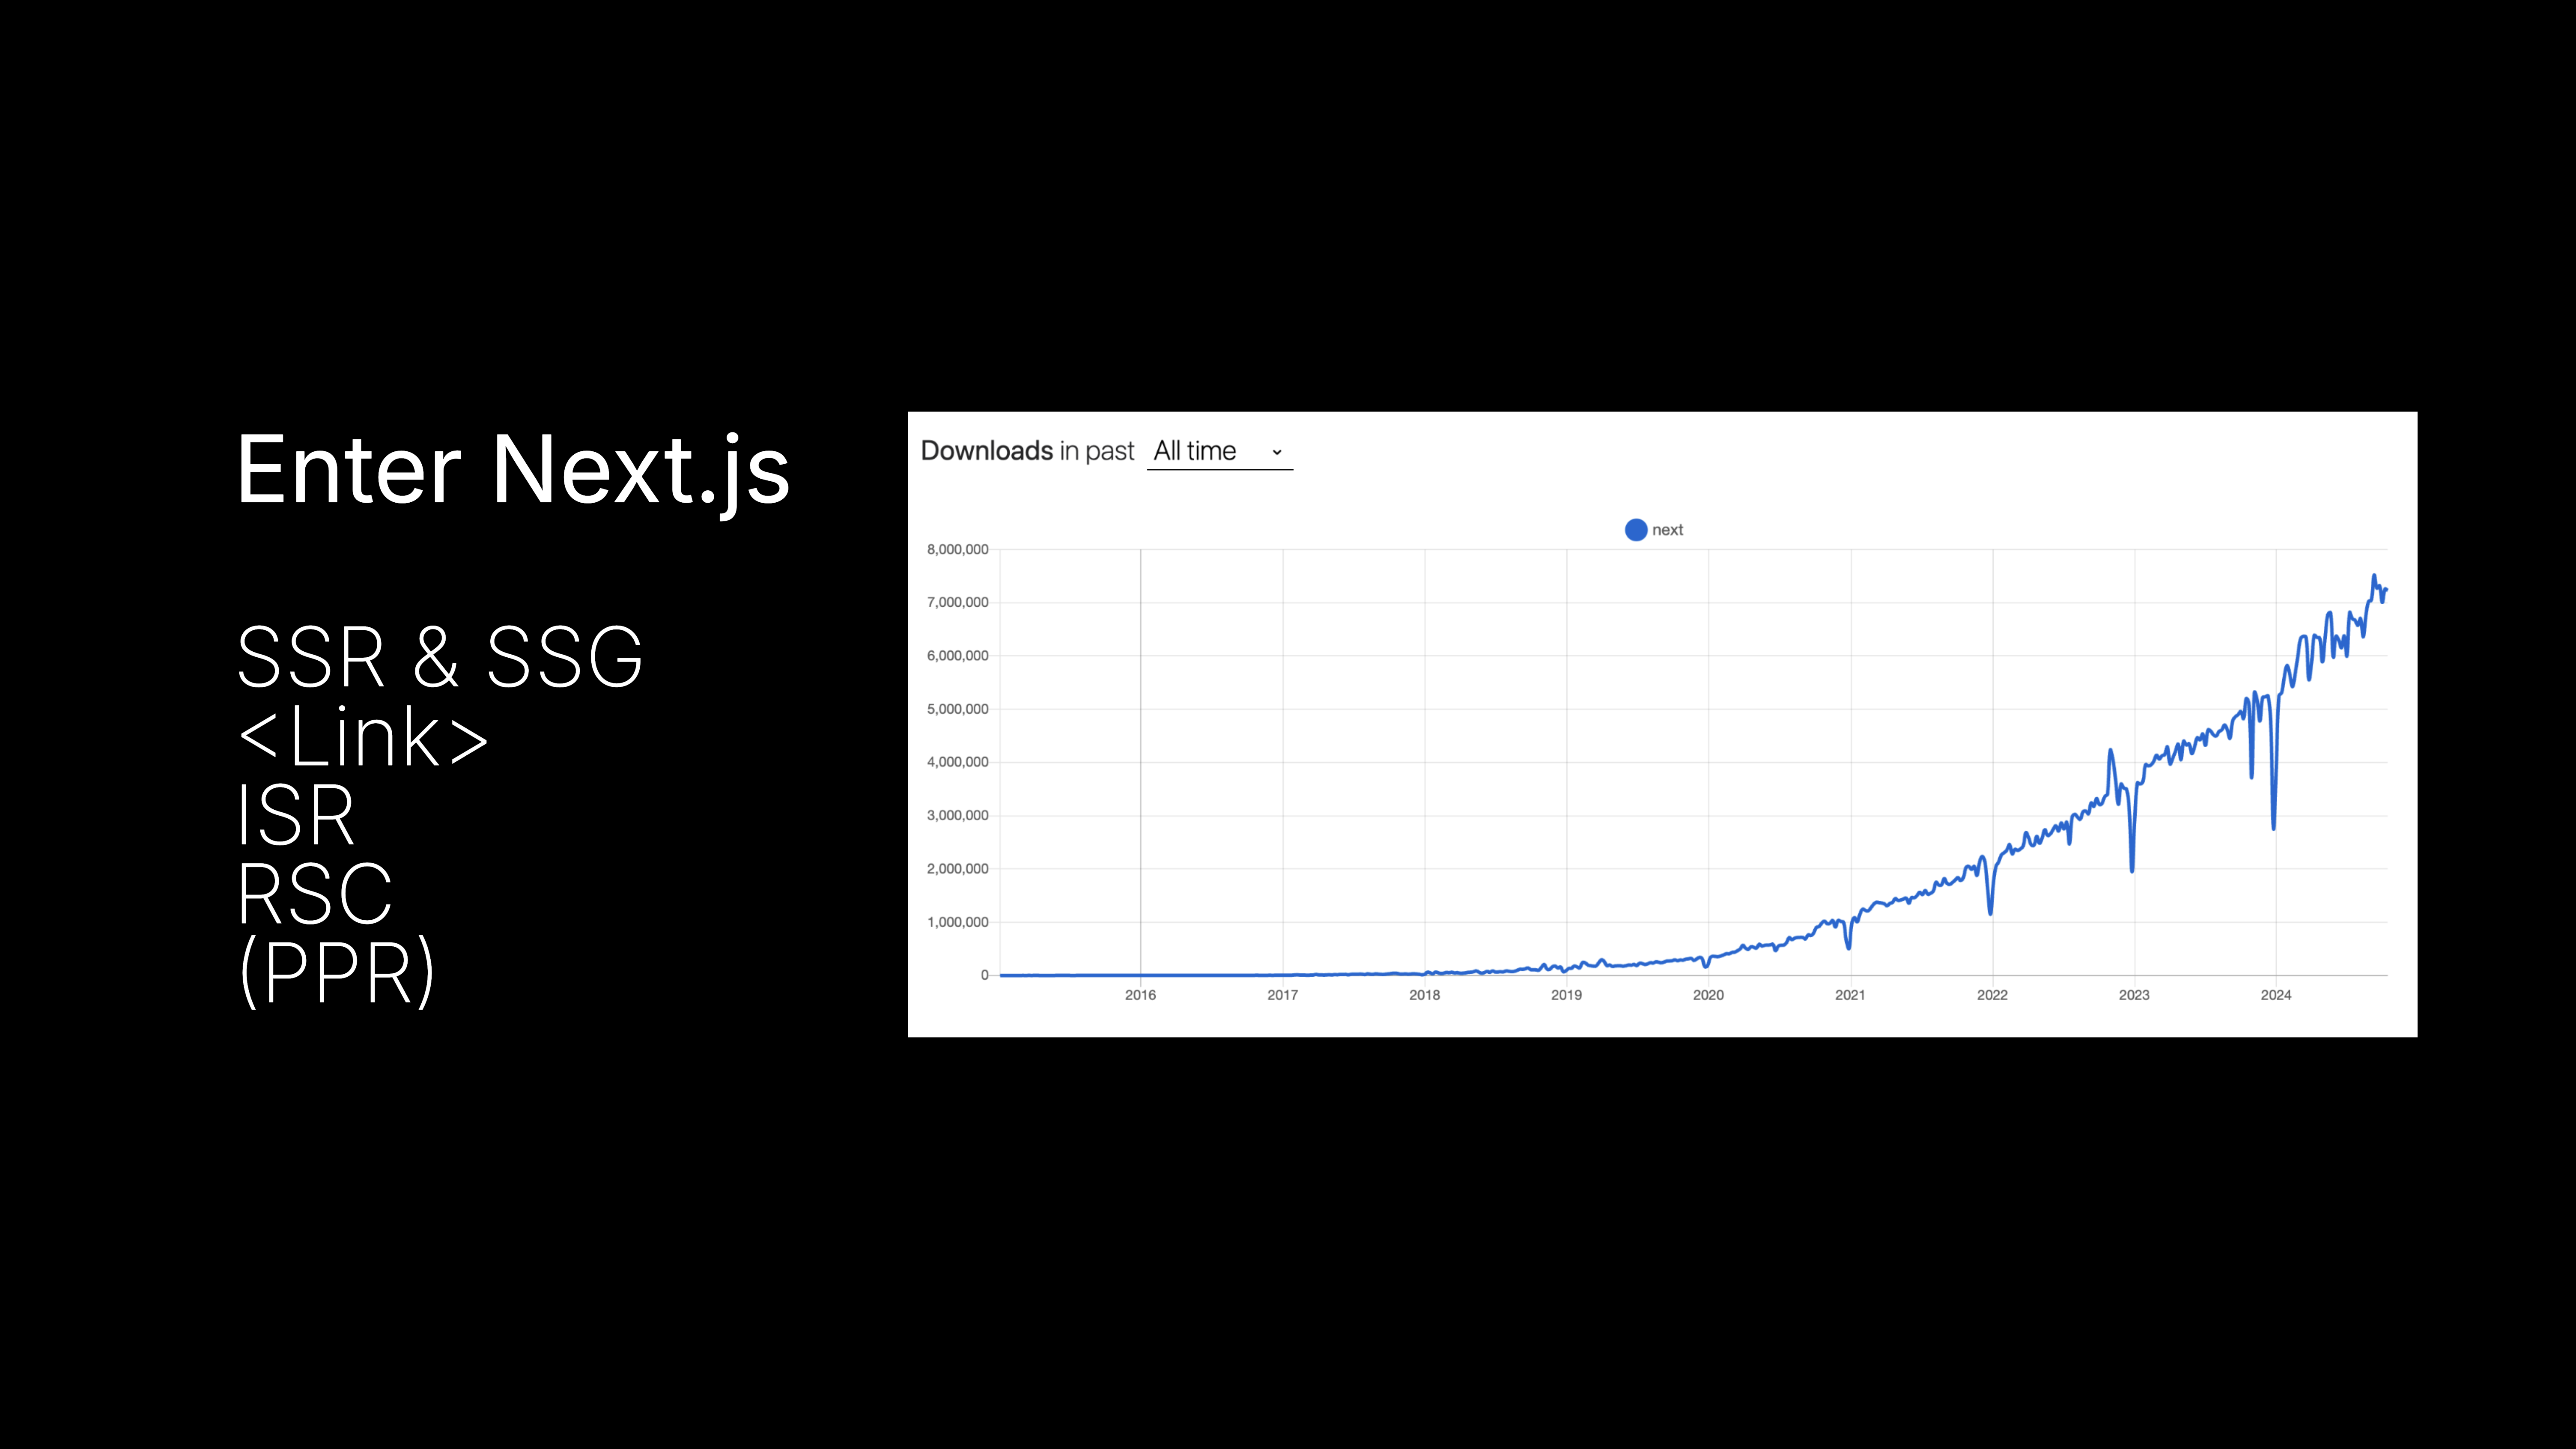 Enter Next.js
SSR & SSG
<Link>
ISR
RSC
(PPR)
Downloads in past All time
next
8,000,000
7,000,000
6,000,000
5,000,000
4,000,000
3,000,000
2,000,000
1,000,000
0
2016 2017 2018 2019 2020 2021 2022 2023 2024